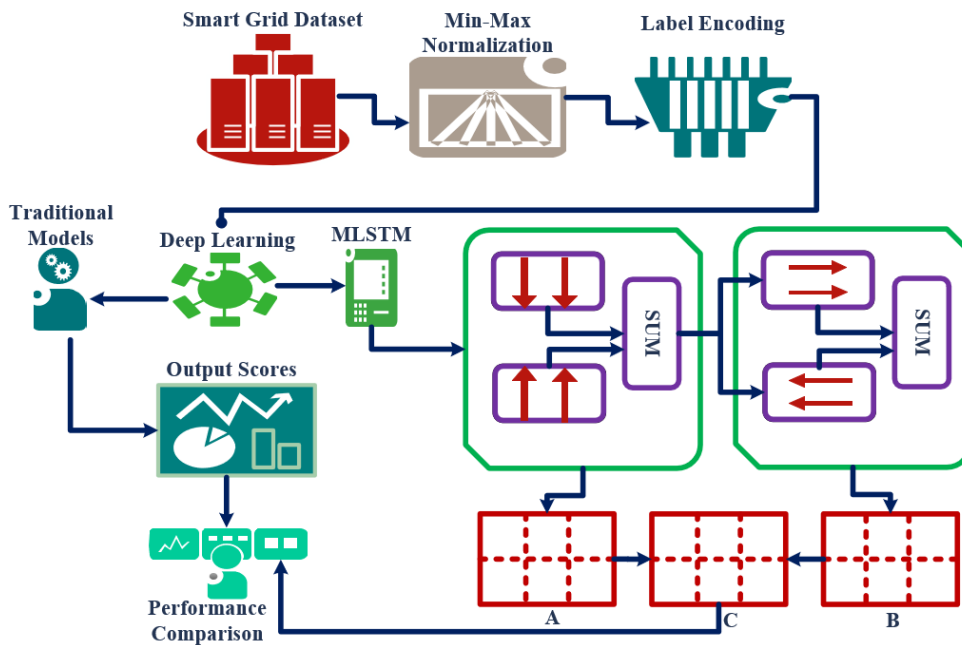 Smart Grid Dataset
Min-Max
Normalization
Label Encoding
Traditional
Models
Deep Learning
MLSTM
SUM
SUM
Output Scores
Performance
Comparison
A
C
B